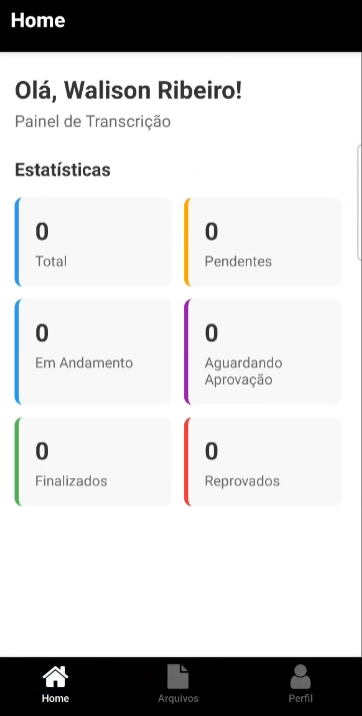 Home
Olá, Walison Ribeiro!
Painel de Transcrição
Estatísticas
0
Total
0
Pendentes
0
Em Andamento
0
Aguardando
Aprovação
0
Finalizados
0
Reprovados
Home
Arquivos
Perfil